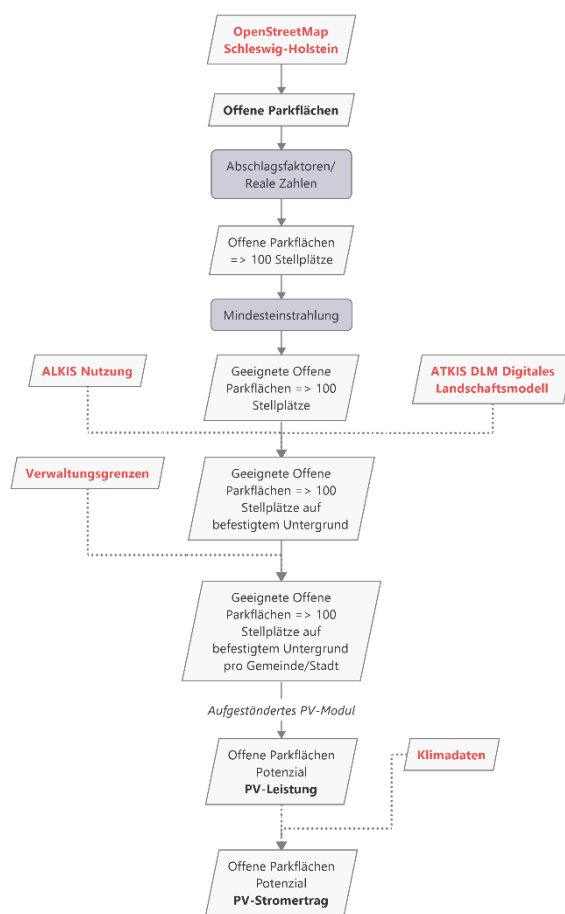 OpenStreetMap
Schleswig-Holstein
Offene Parkflächen
Abschlagsfaktoren/
Reale Zahlen
Offene Parkflächen
=> 100 Stellplätze
Mindesteinstrahlung
Geeignete Offene
Parkflächen => 100
Stellplätze
ALKIS Nutzung
ATKIS DLM Digitales
Landschaftsmodell
Verwaltungsgrenzen
Geeignete Offene
Parkflächen => 100
Stellplätze auf
befestigtem Untergrund
Geeignete Offene
Parkflächen => 100
Stellplätze auf
befestigtem Untergrund
pro Gemeinde/Stadt
Aufgeständertes PV-Modul
Offene Parkflächen
Potenzial
PV-Leistung
Klimadaten
Offene Parkflächen
Potenzial
PV-Stromertrag